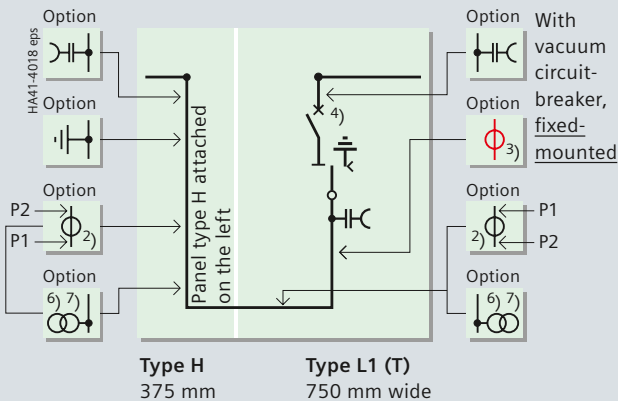 Option
HA41-4018 eps
Option
P2
P1
Option
2)
Option
6) 7)
Panel type H attached
on the left
4)
Option
With
vacuum
circuit-
breaker,
fixed-
mounted
Option
3)
Option
2)
P1
P2
Option
6) 7)
Type H
375 mm
Type L1 (T)
750 mm wide